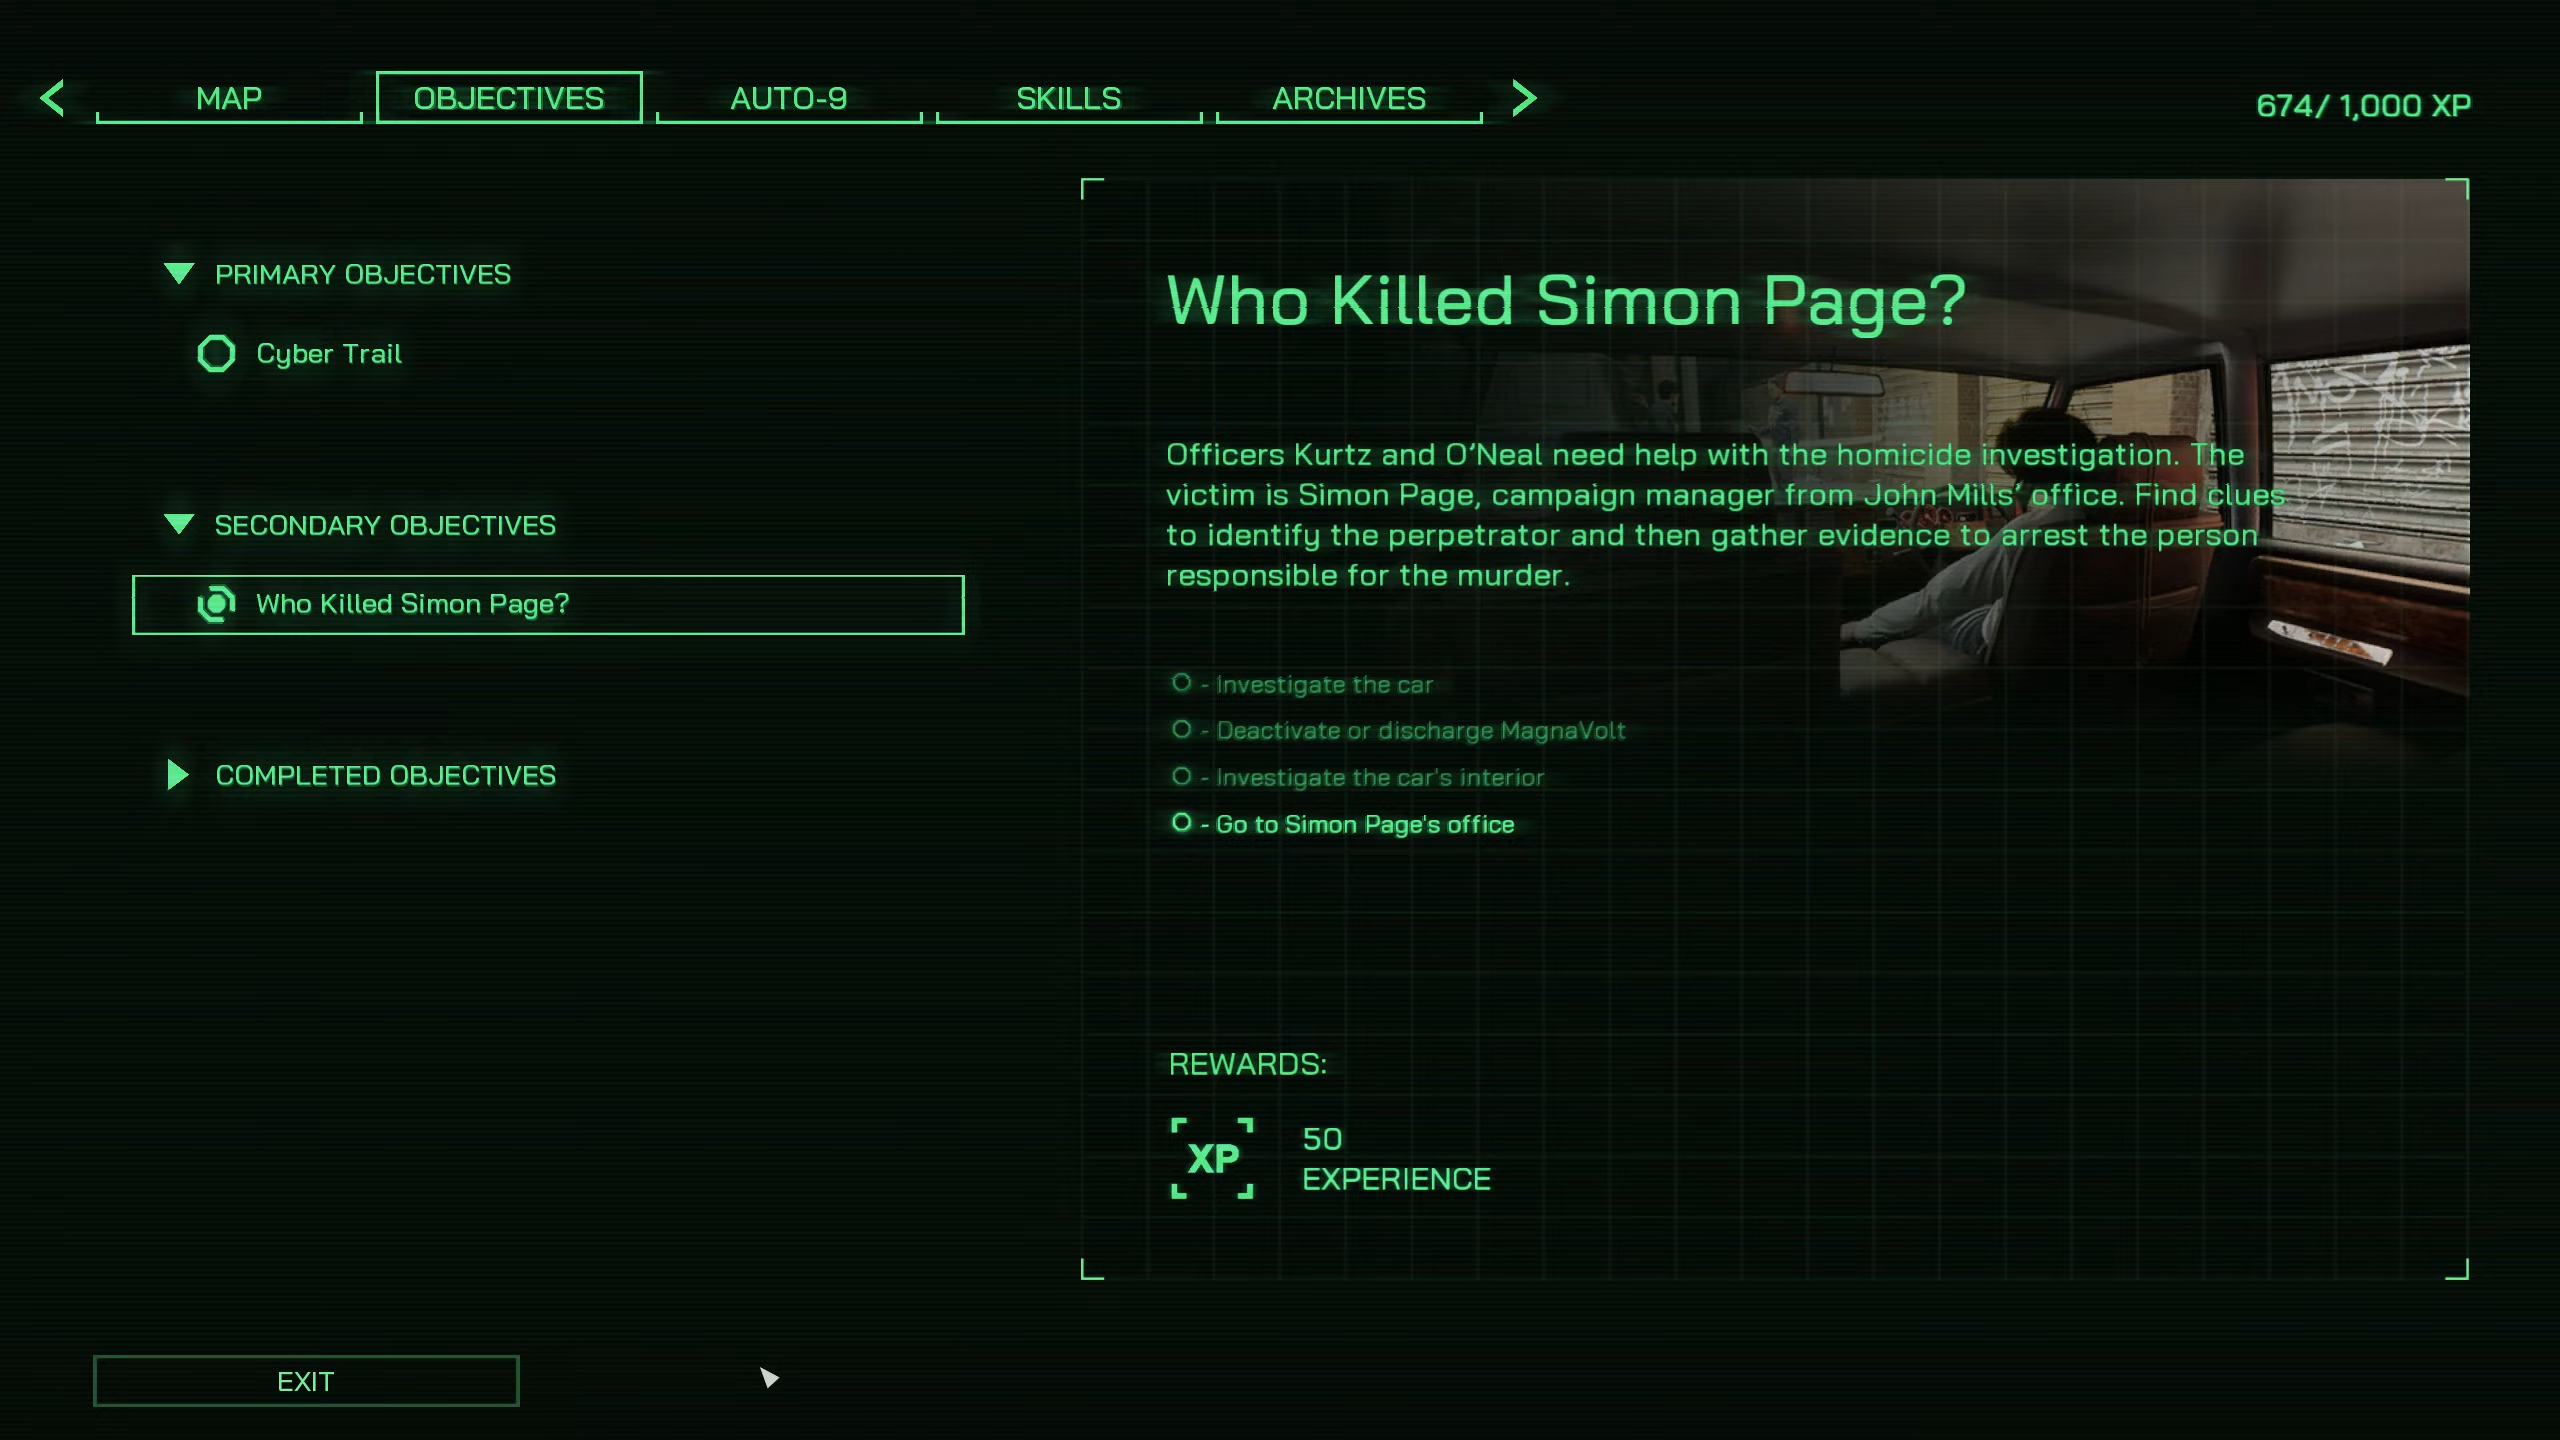 MAP
OBJECTIVES
AUTO-9
SKILLS
ARCHIVES
674/ 1,000 XP
PRIMARY OBJECTIVES
Cyber Trail
SECONDARY OBJECTIVES
Who Killed Simon Page?
COMPLETED OBJECTIVES
Who Killed Simon Page?
Officers Kurtz and O’Neal need help with the homicide investigation. The
victim is Simon Page, campaign manager from John Mills’ office. Find clues
to identify the perpetrator and then gather evidence to arrest the person
responsible for the murder.
- Investigate the car
- Deactivate or discharge MagnaVolt
- Investigate the car's interior
- Go to Simon Page's office
REWARDS:
XP
50
EXPERIENCE
EXIT